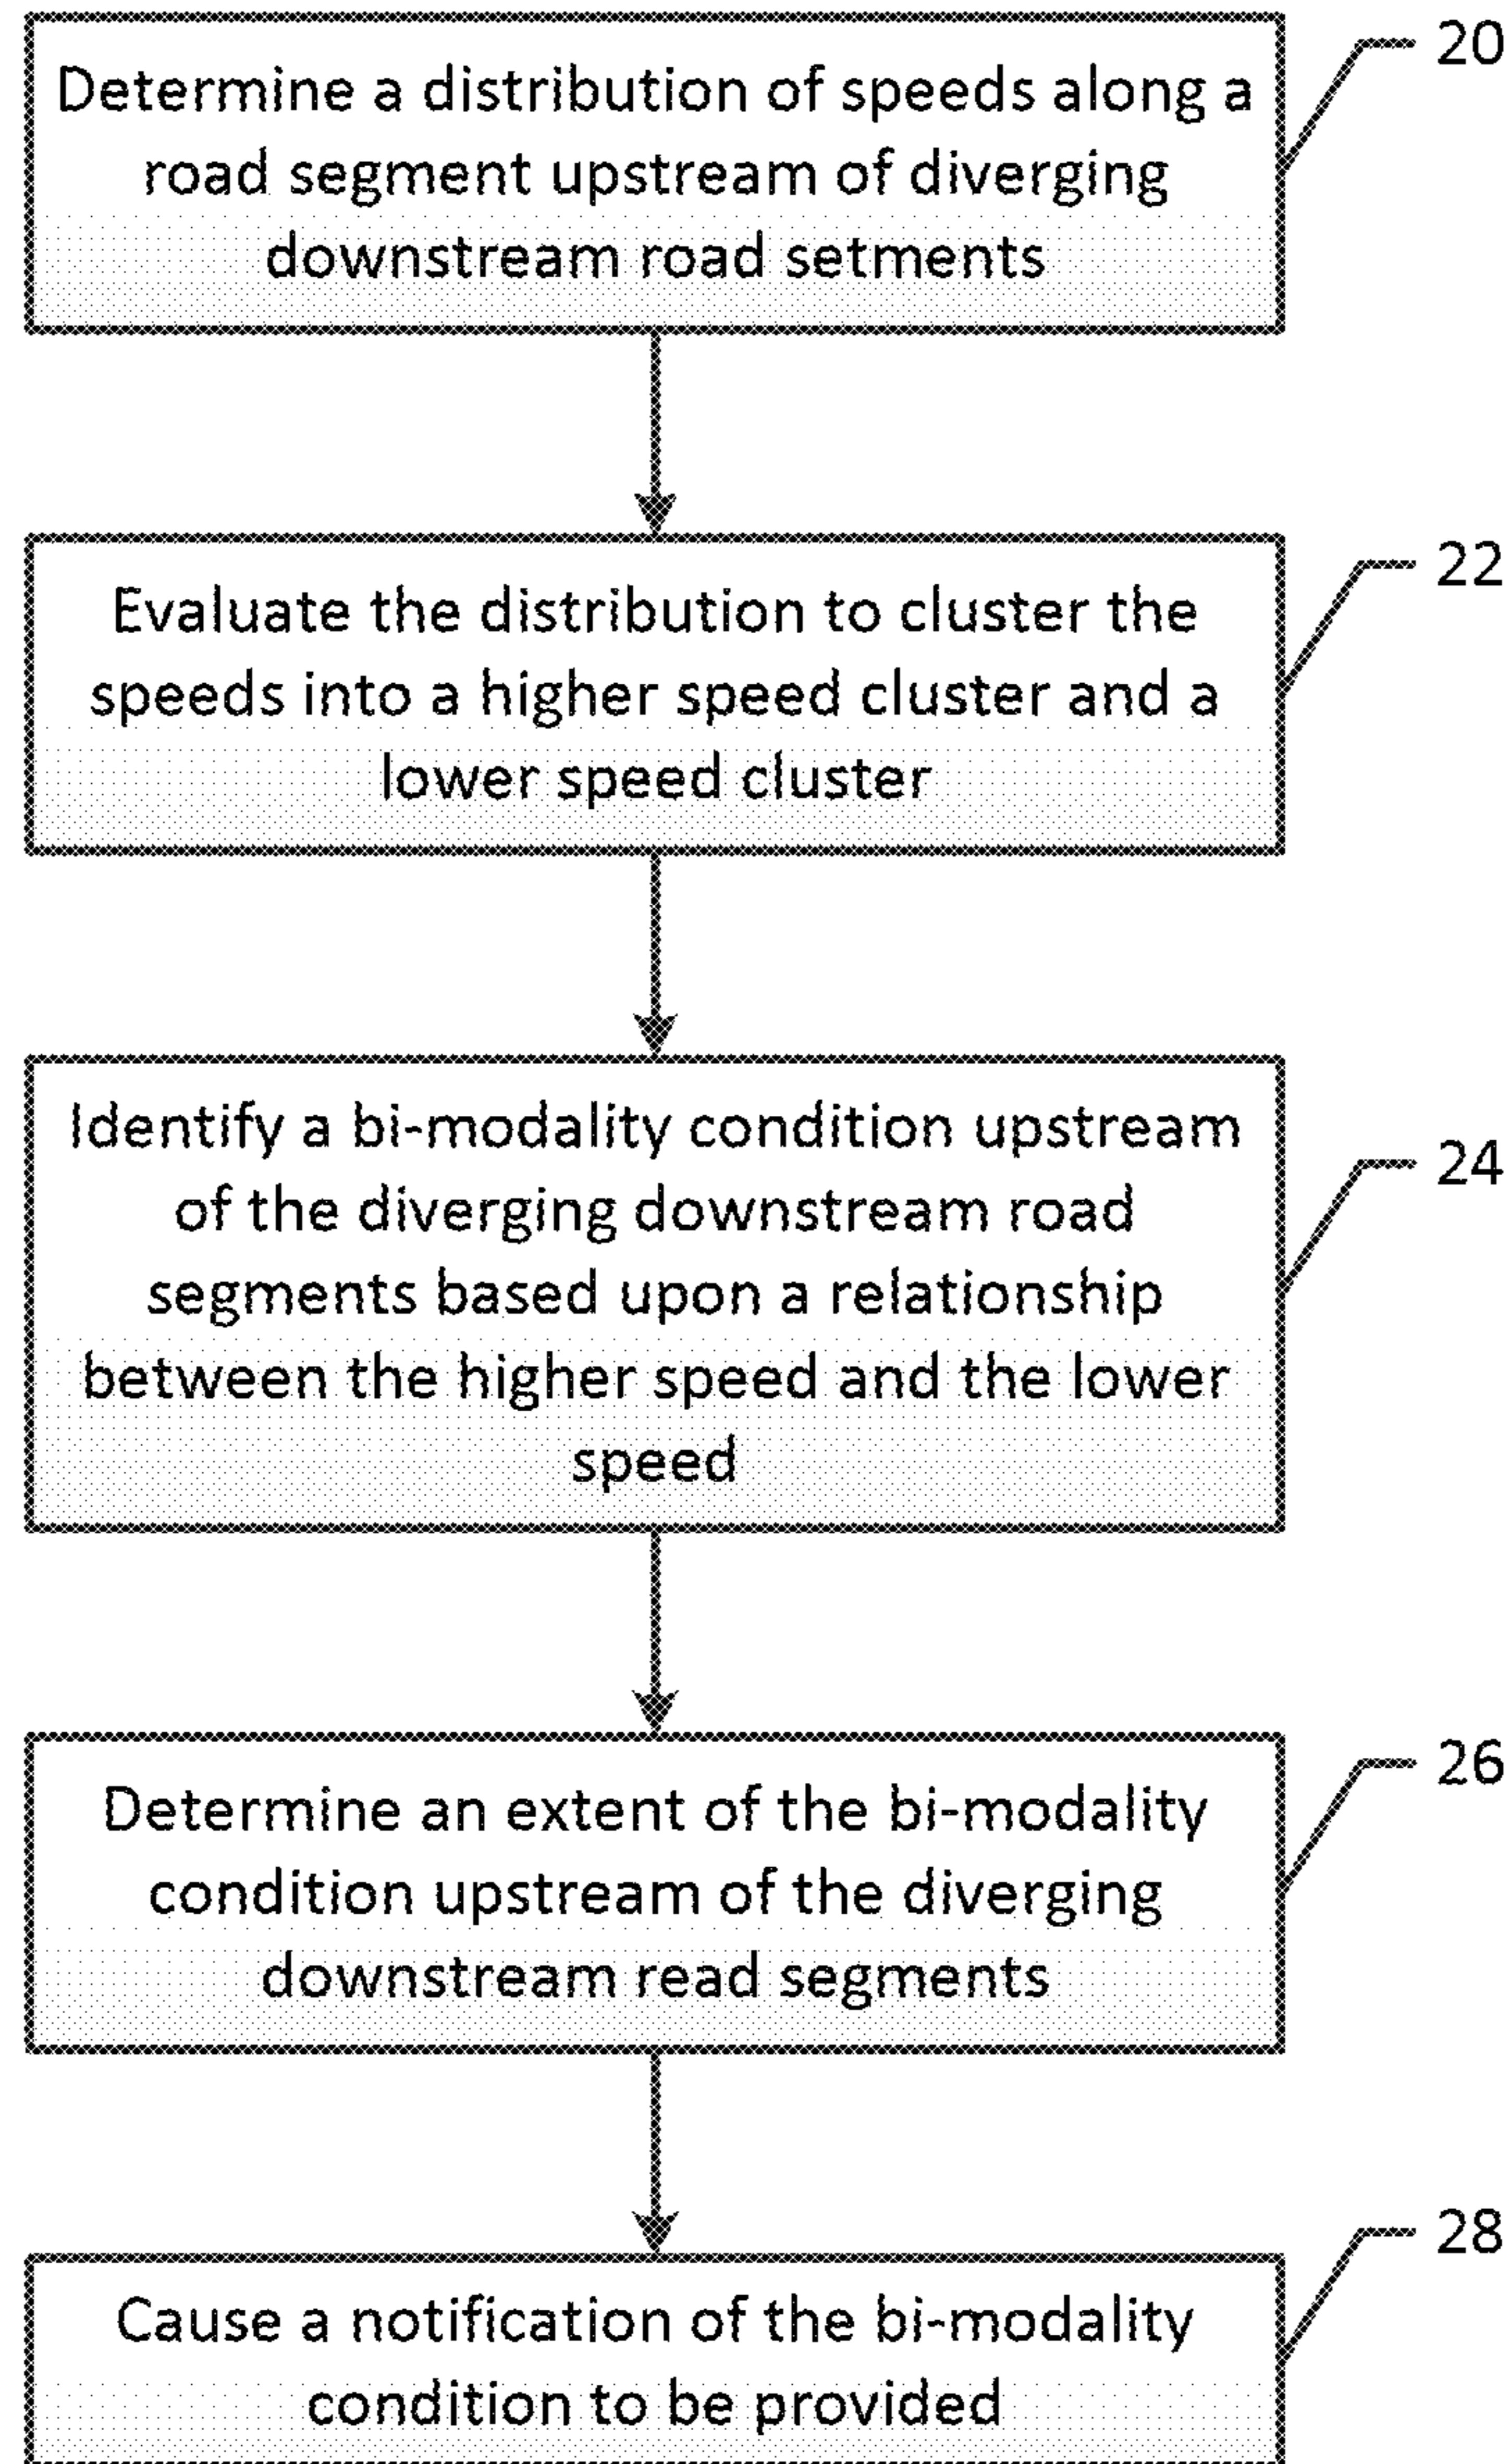 20
Determine a distribution of speeds along a
road segment upstream of diverging
downstream road setments
22
Evaluate the distribution to cluster the
speeds into a higher speed cluster and a
lower speed cluster
24
Identify a bi-modality condition upstream
of the diverging downstream road
segments based upon a relationship
between the higher speed and the lower
speed
26
Determine an extent of the bi-modality
condition upstream of the diverging
downstream read segments
28
Cause a notification of the bi-modality
condition to be provided